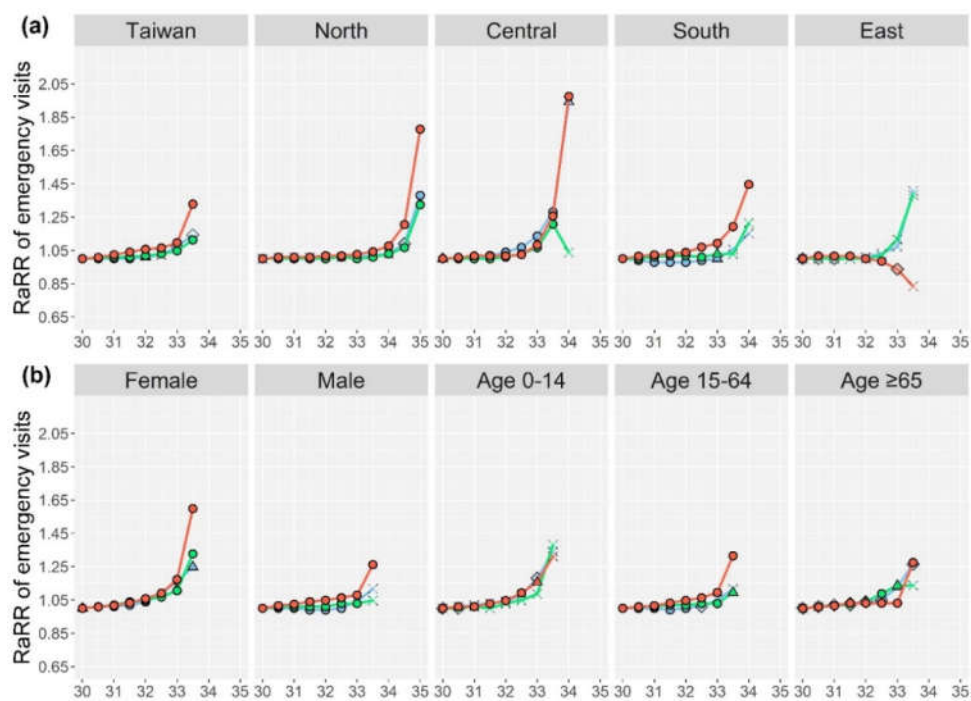 (a)
Taiwan North Central South East
RaRR of emergency visits
2.05
1.85
1.65
1.45
1.25
1.05
0.85
0.65
30 31 32 33 34 35 30 31 32 33 34 35 30 31 32 33 34 35 30 31 32 33 34 35 30 31 32 33 34 35
(b)
Female Male Age 0-14 Age 15-64 Age ≥65
RaRR of emergency visits
2.05
1.85
1.65
1.45
1.25
1.05
0.85
0.65
30 31 32 33 34 35 30 31 32 33 34 35 30 31 32 33 34 35 30 31 32 33 34 35 30 31 32 33 34 35